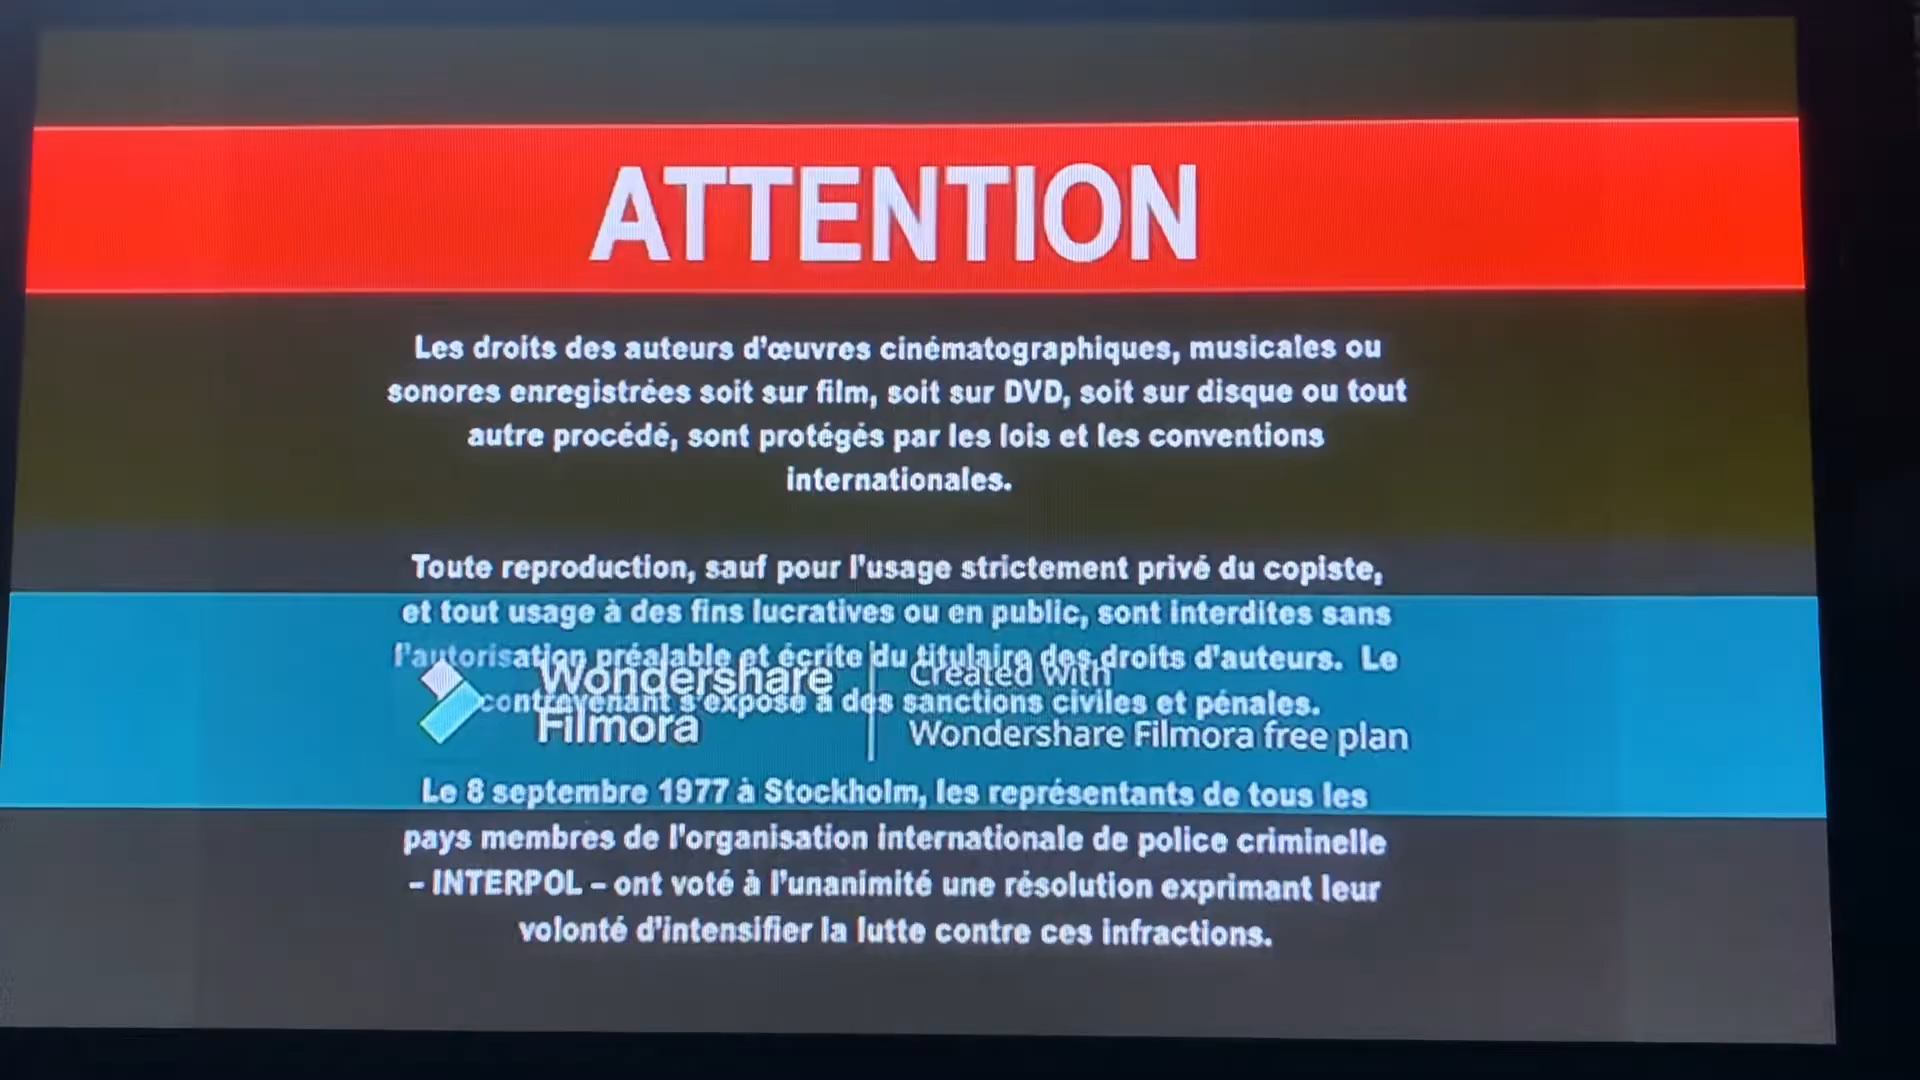 ATTENTION
Les droits des auteurs d'œuvres cinématographiques, musicales ou
sonores enregistrées soit sur film, soit sur DVD, soit sur disque ou tout
autre procédé, sont protégés par les lois et les conventions
internationales.
Toute reproduction, sauf pour l'usage strictement privé du copiste,
et tout usage à des fins lucratives ou en public, sont interdites sans
l'autorisation préalable et écrite du titulaire des droits d'auteurs. Le
contrevenant s'expose à des sanctions civiles et pénales.
Wondershare
Filmora
Created with
Wondershare Filmora free plan
Le 8 septembre 1977 à Stockholm, les représentants de tous les
pays membres de l'organisation internationale de police criminelle
– INTERPOL – ont voté à l'unanimité une résolution exprimant leur
volonté d'intensifier la lutte contre ces infractions.